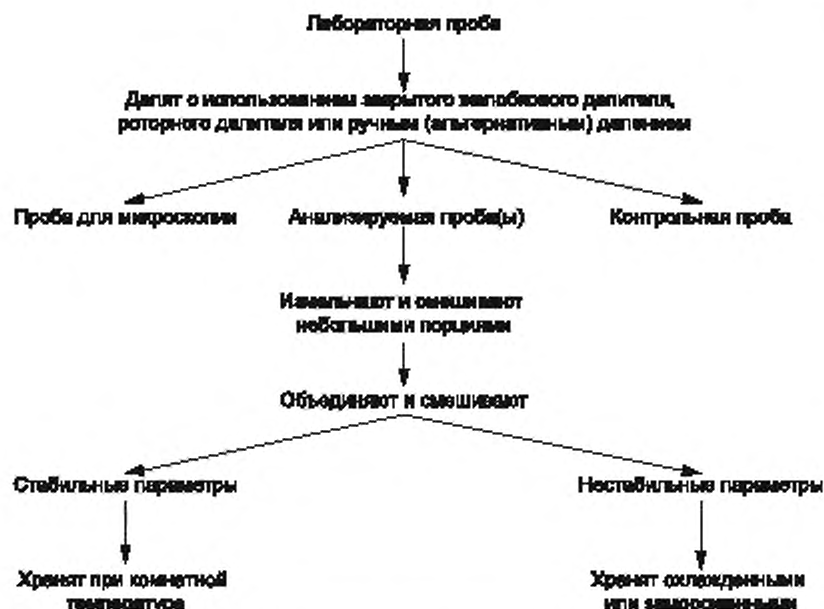 Лабораторная проба
Делят с использованием закрытого желобкового делителя,
роторного делителя или ручным (альтернативным) делением
Проба для микроскопии
Анализируемая проба(ы)
Контрольная проба
Измельчают и смешивают
небольшими порциями
Объединяют и смешивают
Стабильные параметры
Нестабильные параметры
Хранят при комнатной
температуре
Хранят охлажденными
или замороженными